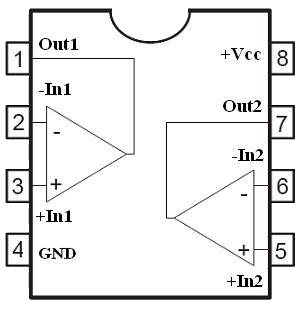 1 Out1 +Vcc 8
-In1
Out2
2 - 7
-In2
3 + - 6
+In1
4 GND + 5
+In2